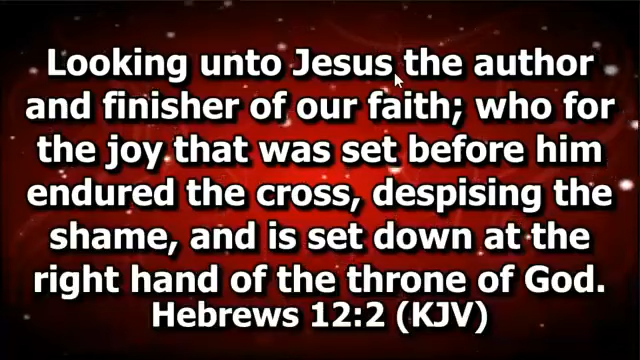 Looking unto Jesus the author
and finisher of our faith; who for
the joy that was set before him
endured the cross, despising the
shame, and is set down at the
right hand of the throne of God.
Hebrews 12:2 (KJV)